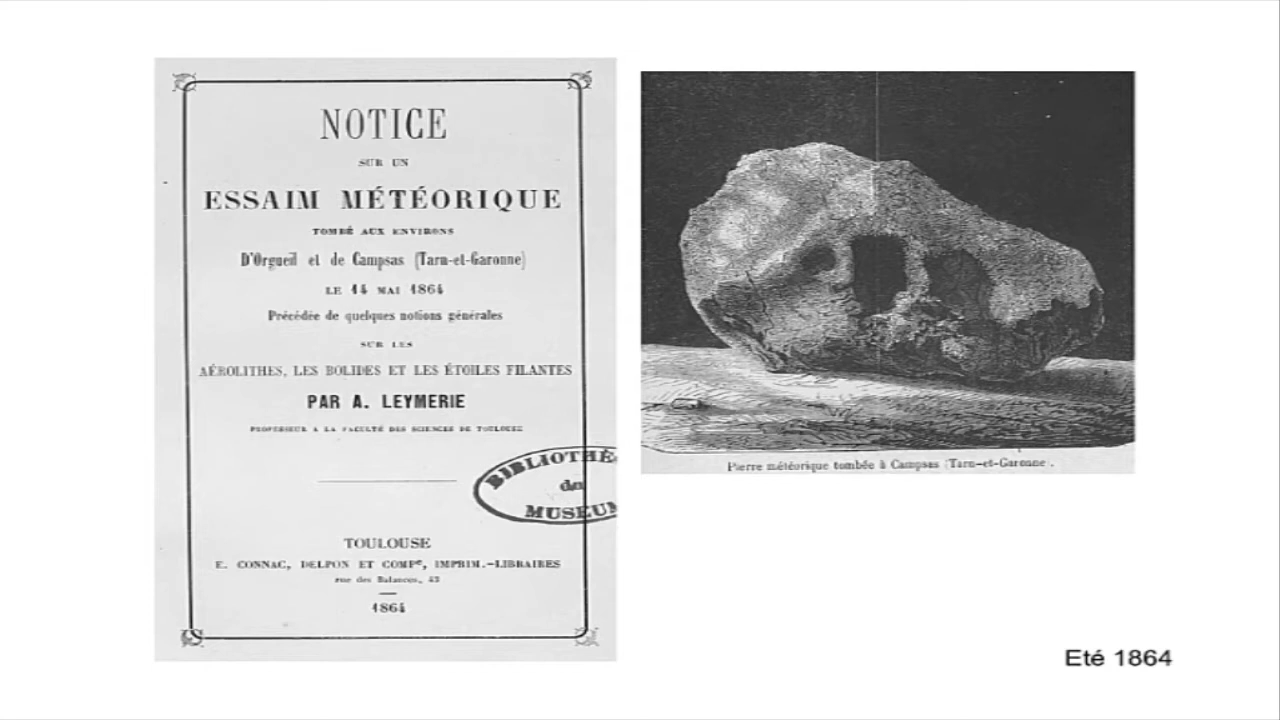 NOTICE
SUR UN
ESSAIM MÉTÉORIQUE
TOMBÉ AUX ENVIRONS
D'Orgueil et de Campsas (Tarn-et-Garonne)
LE 14 MAI 1864
Précédée de quelques notions générales
SUR LES
AÉROLITHES, LES BOLIDES ET LES ÉTOILES FILANTES
PAR A. LEYMERIE
PROFESSEUR A LA FACULTÉ DES SCIENCES DE TOULOUSE
BIBLIOTHÈ
du
MUSEUM
TOULOUSE
E. CONNAC, DELPON ET COMPe, IMPRIM.-LIBRAIRES
rue des Balances, 43
1864
Pierre météorique tombée à Campsas (Tarn-et-Garonne).
Eté 1864